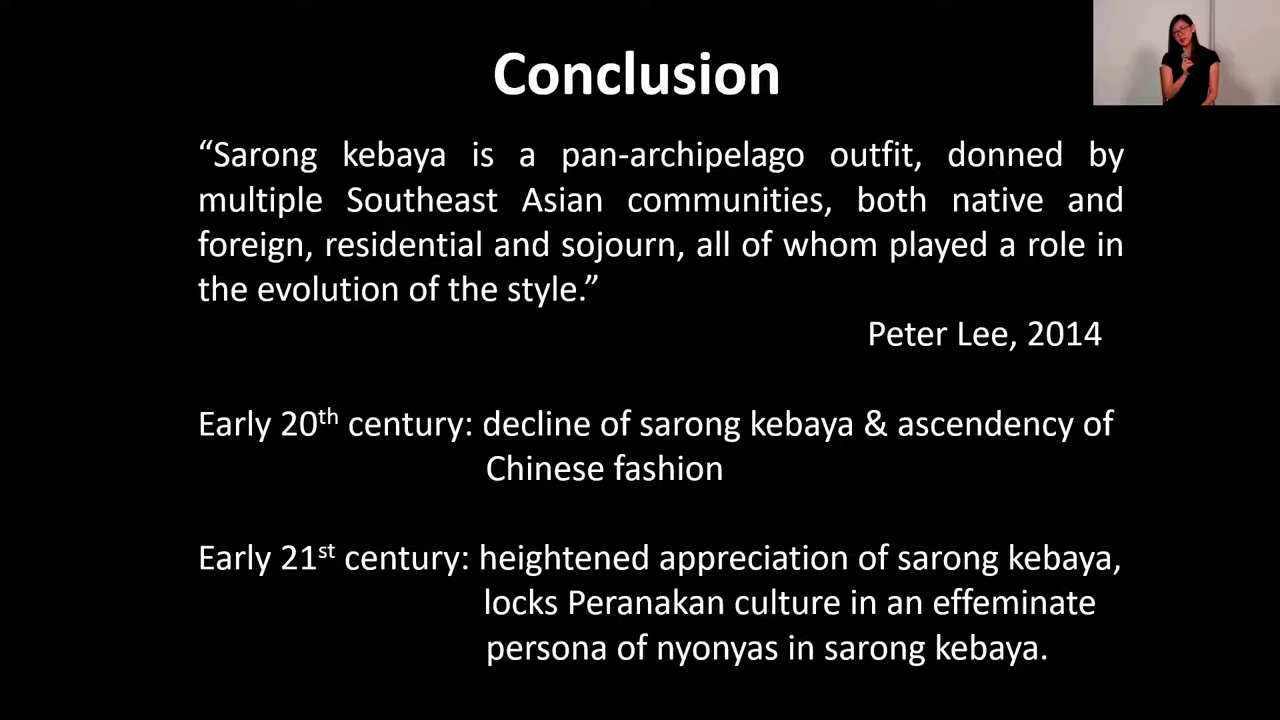 Conclusion
“Sarong kebaya is a pan-archipelago outfit, donned by
multiple Southeast Asian communities, both native and
foreign, residential and sojourn, all of whom played a role in
the evolution of the style.”
Peter Lee, 2014
Early 20th century: decline of sarong kebaya & ascendency of
Chinese fashion
Early 21st century: heightened appreciation of sarong kebaya,
locks Peranakan culture in an effeminate
persona of nyonyas in sarong kebaya.